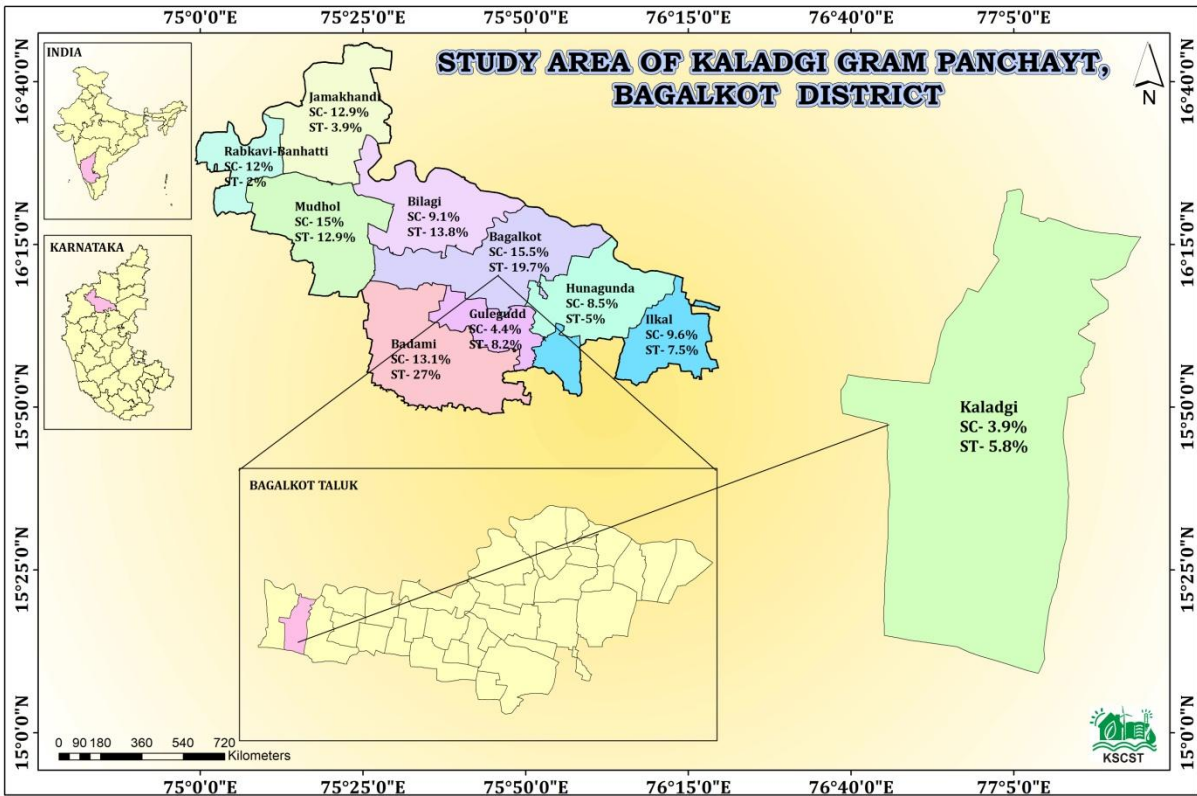 75°0'0"E 75°25'0"E 75°50'0"E 76°15'0"E 76°40'0"E 77°5'0"E
STUDY AREA OF KALADGI GRAM PANCHAYT,
BAGALKOT DISTRICT
N
INDIA
KARNATAKA
Jamakhandi
SC- 12.9%
ST- 3.9%
Rabkavi-Banhatti
SC- 12%
ST- 2%
Mudhol
SC- 15%
ST- 12.9%
Bilagi
SC- 9.1%
ST- 13.8%
Bagalkot
SC- 15.5%
ST- 19.7%
Hunagunda
SC- 8.5%
ST-5%
Gulegudd
SC- 4.4%
ST- 8.2%
Ilkal
SC- 9.6%
ST- 7.5%
Badami
SC- 13.1%
ST- 27%
Kaladgi
SC- 3.9%
ST- 5.8%
BAGALKOT TALUK
0 90 180 360 540 720
Kilometers
KSCST
16°40'0"N
16°15'0"N
15°50'0"N
15°25'0"N
15°0'0"N
16°40'0"N
16°15'0"N
15°50'0"N
15°25'0"N
15°0'0"N
75°0'0"E 75°25'0"E 75°50'0"E 76°15'0"E 76°40'0"E 77°5'0"E